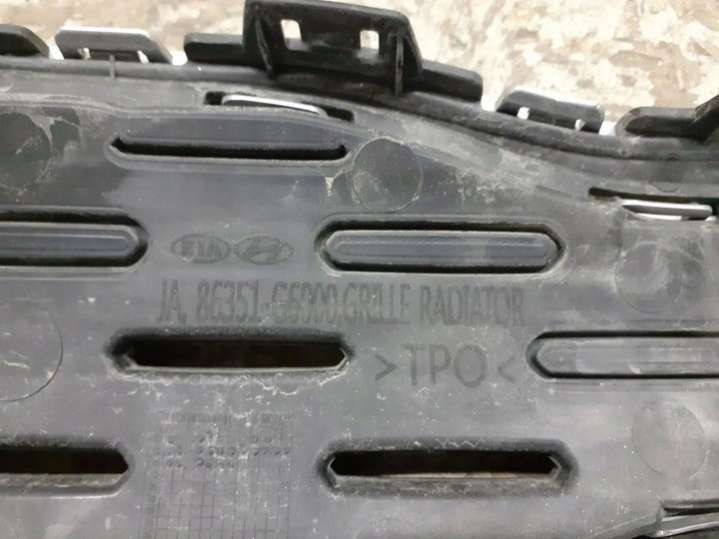 KIA
JA, 86351-G6900,GRILLE RADIATOR
>TPO<